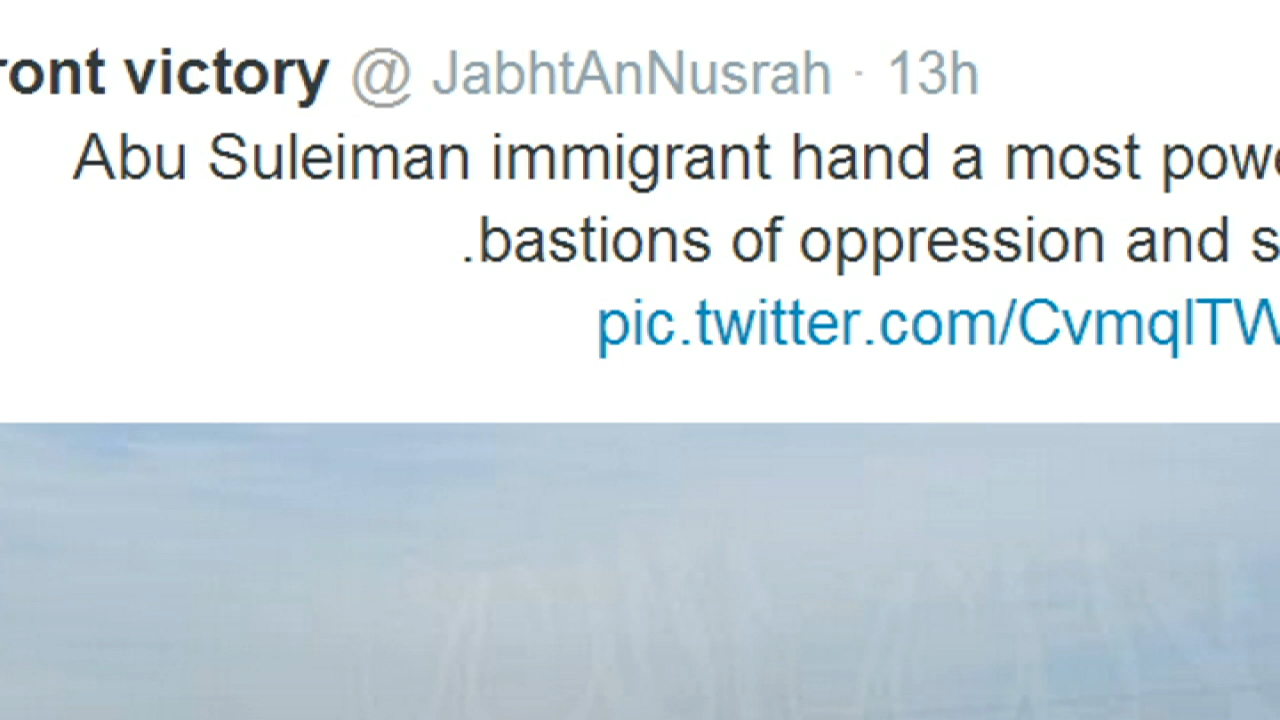 ront victory @ JabhtAnNusrah · 13h
Abu Suleiman immigrant hand a most powe
.bastions of oppression and s
pic.twitter.com/CvmqlTW